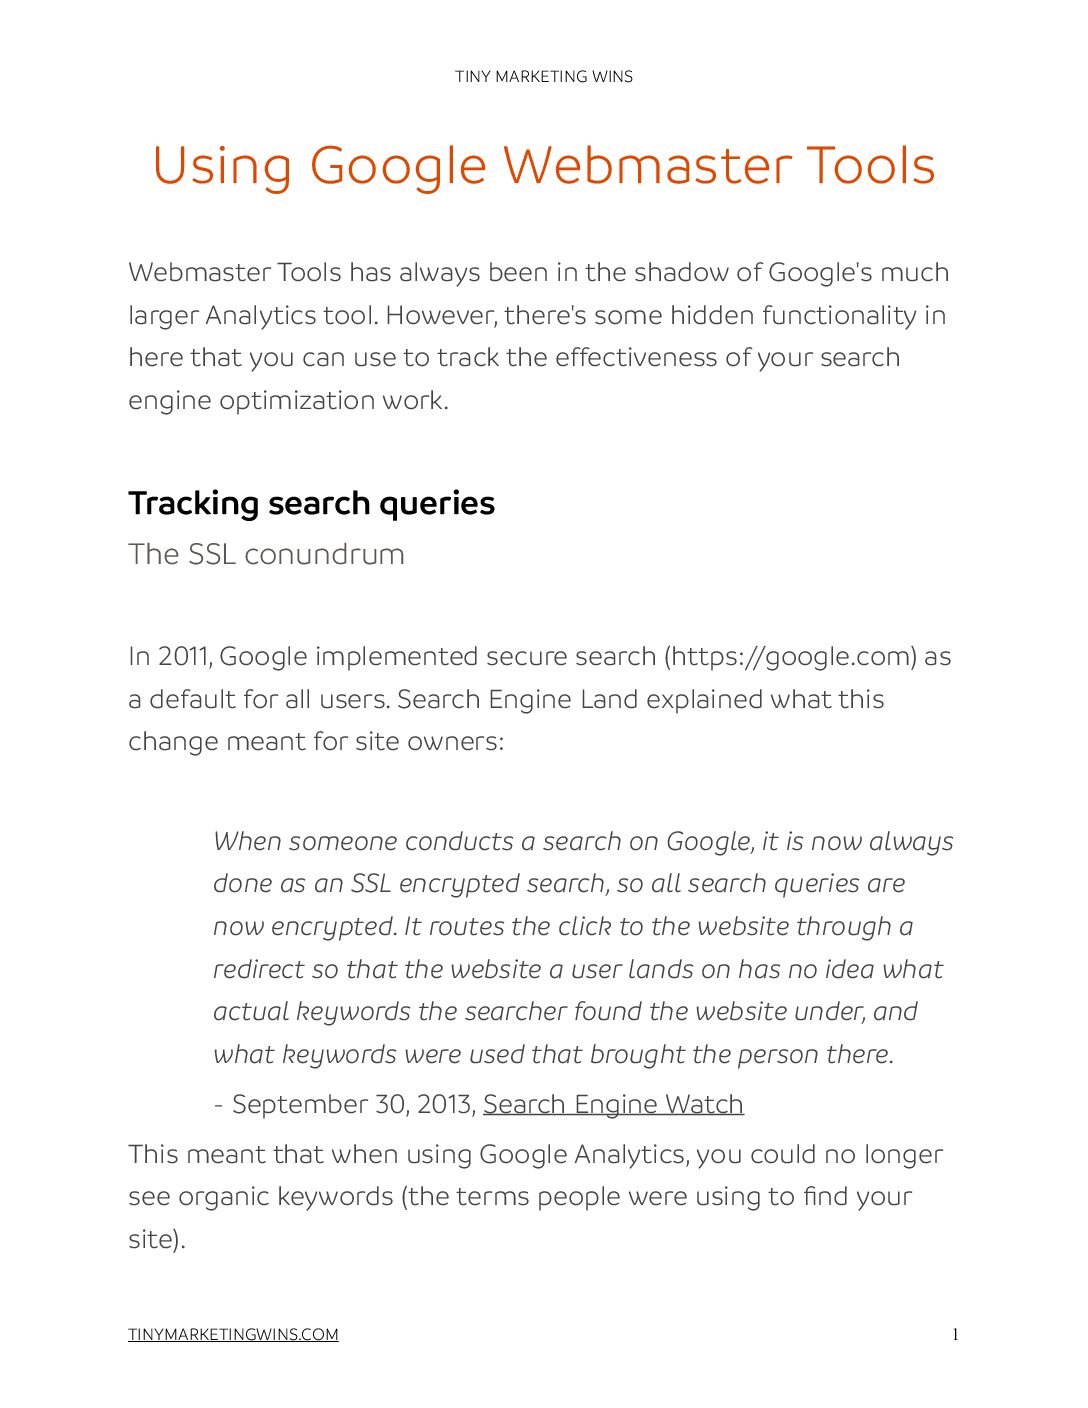 TINY MARKETING WINS
Using Google Webmaster Tools
Webmaster Tools has always been in the shadow of Google's much
larger Analytics tool. However, there's some hidden functionality in
here that you can use to track the effectiveness of your search
engine optimization work.
Tracking search queries
The SSL conundrum
In 2011, Google implemented secure search (https://google.com) as
a default for all users. Search Engine Land explained what this
change meant for site owners:
When someone conducts a search on Google, it is now always
done as an SSL encrypted search, so all search queries are
now encrypted. It routes the click to the website through a
redirect so that the website a user lands on has no idea what
actual keywords the searcher found the website under, and
what keywords were used that brought the person there.
- September 30, 2013, Search Engine Watch
This meant that when using Google Analytics, you could no longer
see organic keywords (the terms people were using to find your
site).
TINYMARKETINGWINS.COM 1